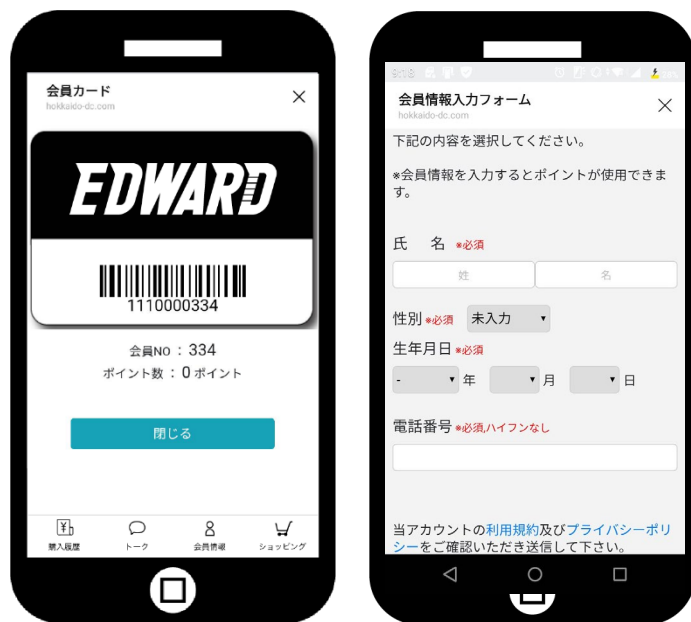 会員カード
hokkaido-dc.com
EDWARD
1110000334
会員NO : 334
ポイント数 : 0 ポイント
閉じる
購入履歴
トーク
会員情報
ショッピング
会員情報入力フォーム
hokkaido-dc.com
下記の内容を選択してください。
*会員情報を入力するとポイントが使用できま
す。
氏 名 *必須
姓 名
性別 *必須 未入力
生年月日 *必須
- 年 月 日
電話番号 *必須,ハイフンなし
当アカウントの利用規約及びプライバシーポリ
シーをご確認いただき送信して下さい。